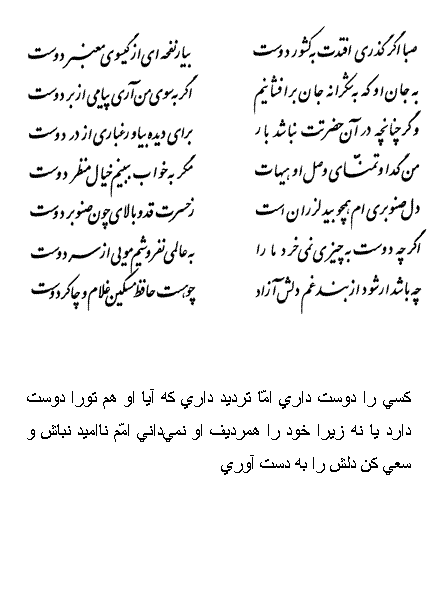 صبا اگر گذری افتدت به کشور دوست بیار نفحه ای از گیسوی معنبر دوست
به جان او که به شکرانه جان برافشانم اگر به سوی من آری پیامی از بر دوست
و گر چنانچه در آن حضرتت نباشد بار برای دیده بیاور غباری از در دوست
من گدا و تمنای وصل او هیهات مگر به خواب ببینم خیال منظر دوست
دل صنوبری ام همچو بید لرزان است ز حسرت قد و بالای چون صنوبر دوست
اگر چه دوست به چیزی نمی خرد ما را به عالمی نفروشیم مویی از سر دوست
چه باشد ار شود از بند غم دلش آزاد چو هست حافظ مسکین غلام و چاکر دوست
كسي را دوست داري امّا ترديد داري كه آيا او هم تورا دوست
دارد يا نه زيرا خود را همرديف او نمي‌داني امّم نااميد نباش و
سعي كن دلش را به دست آوري